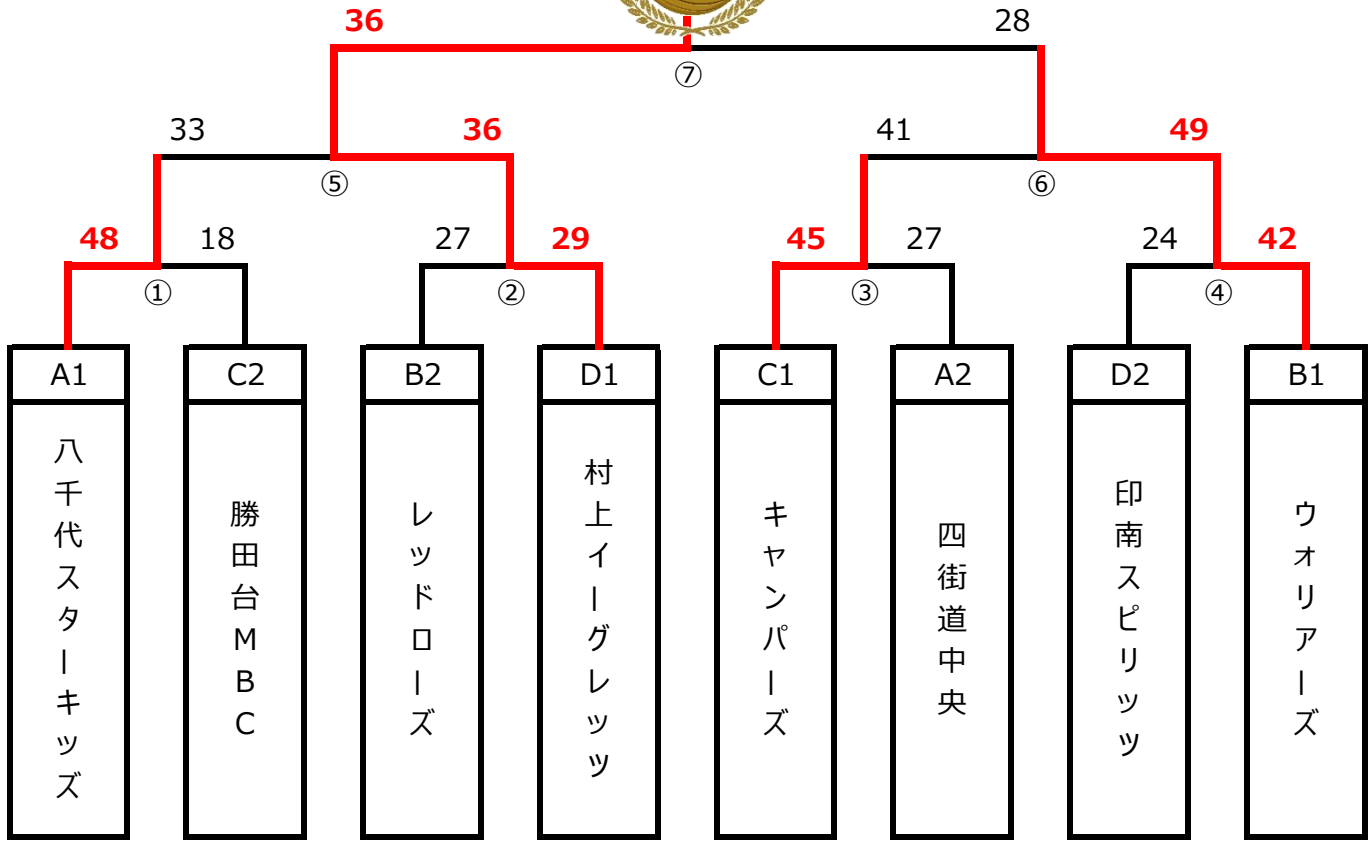 36 28
⑦
33 36 41 49
⑤ ⑥
48 18 27 29 45 27 24 42
① ② ③ ④
A1 C2 B2 D1 C1 A2 D2 B1
八千代スターキッズ
勝田台MBC
レッドローズ
村上イーグレッツ
キャンパーズ
四街道中央
印南スピリッツ
ウォリアーズ